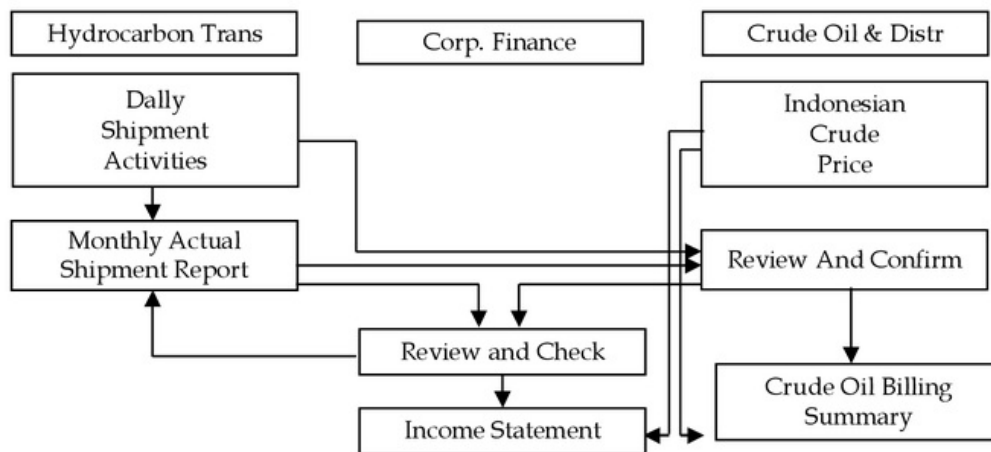 Hydrocarbon Trans
Corp. Finance
Crude Oil & Distr
Dally
Shipment
Activities
Indonesian
Crude
Price
Monthly Actual
Shipment Report
Review And Confirm
Review and Check
Crude Oil Billing
Summary
Income Statement